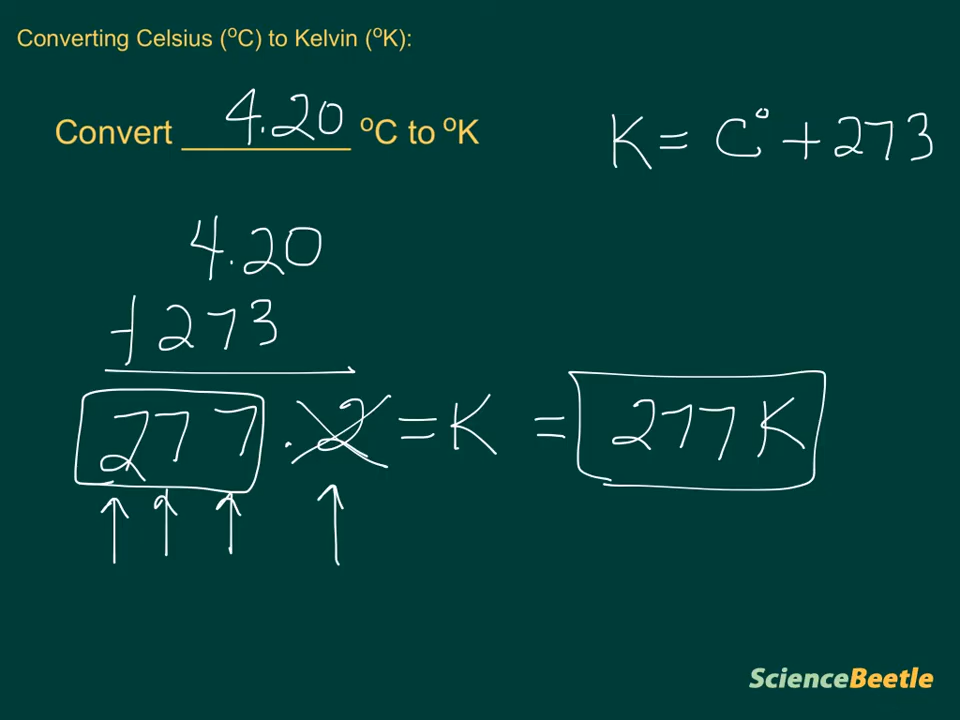 Converting Celsius (ºC) to Kelvin (ºK):
Convert 4.20 ºC to ºK
K = C° + 273
4.20
+ 273
277.2 = K = 277 K
ScienceBeetle